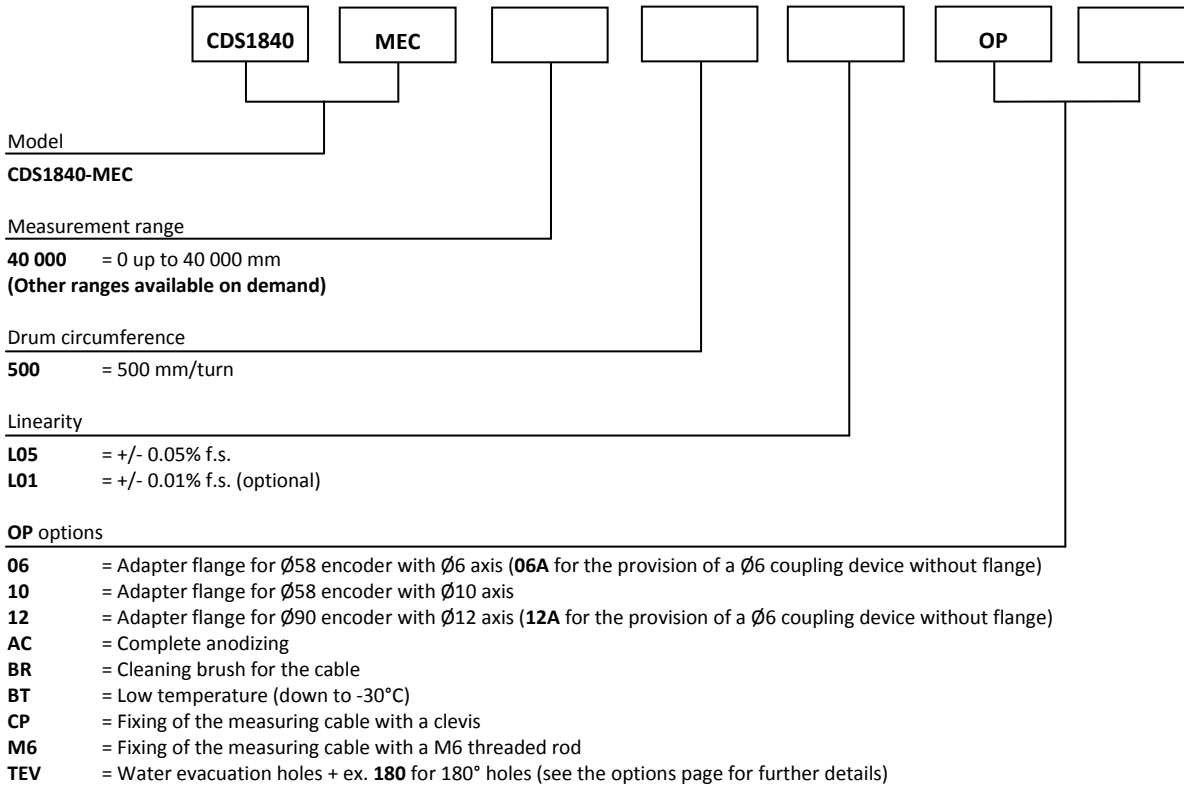 CDS1840 MEC OP
Model
CDS1840-MEC
Measurement range
40 000 = 0 up to 40 000 mm
(Other ranges available on demand)
Drum circumference
500 = 500 mm/turn
Linearity
L05 = +/- 0.05% f.s.
L01 = +/- 0.01% f.s. (optional)
OP options
06 = Adapter flange for Ø58 encoder with Ø6 axis (06A for the provision of a Ø6 coupling device without flange)
10 = Adapter flange for Ø58 encoder with Ø10 axis
12 = Adapter flange for Ø90 encoder with Ø12 axis (12A for the provision of a Ø6 coupling device without flange)
AC = Complete anodizing
BR = Cleaning brush for the cable
BT = Low temperature (down to -30°C)
CP = Fixing of the measuring cable with a clevis
M6 = Fixing of the measuring cable with a M6 threaded rod
TEV = Water evacuation holes + ex. 180 for 180° holes (see the options page for further details)